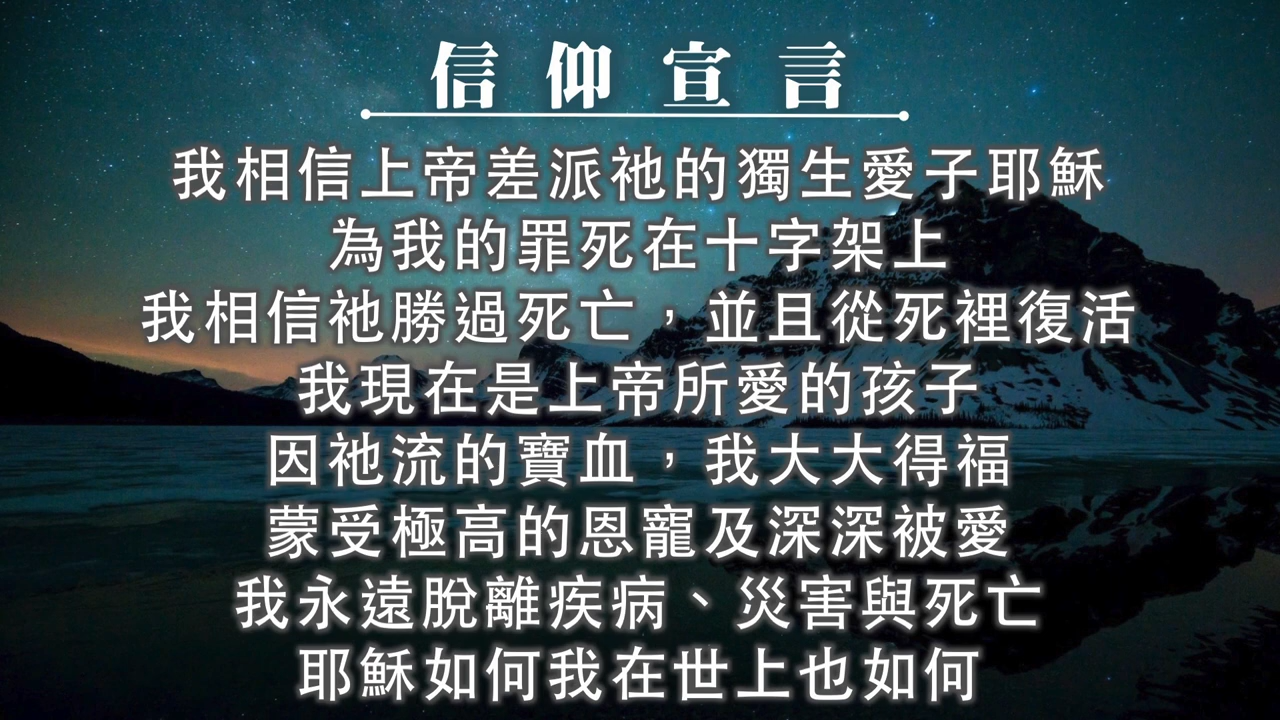 信仰宣言
我相信上帝差派祂的獨生愛子耶穌
為我的罪死在十字架上
我相信祂勝過死亡，並且從死裡復活
我現在是上帝所愛的孩子
因祂流的寶血，我大大得福
蒙受極高的恩寵及深深被愛
我永遠脫離疾病、災害與死亡
耶穌如何我在世上也如何